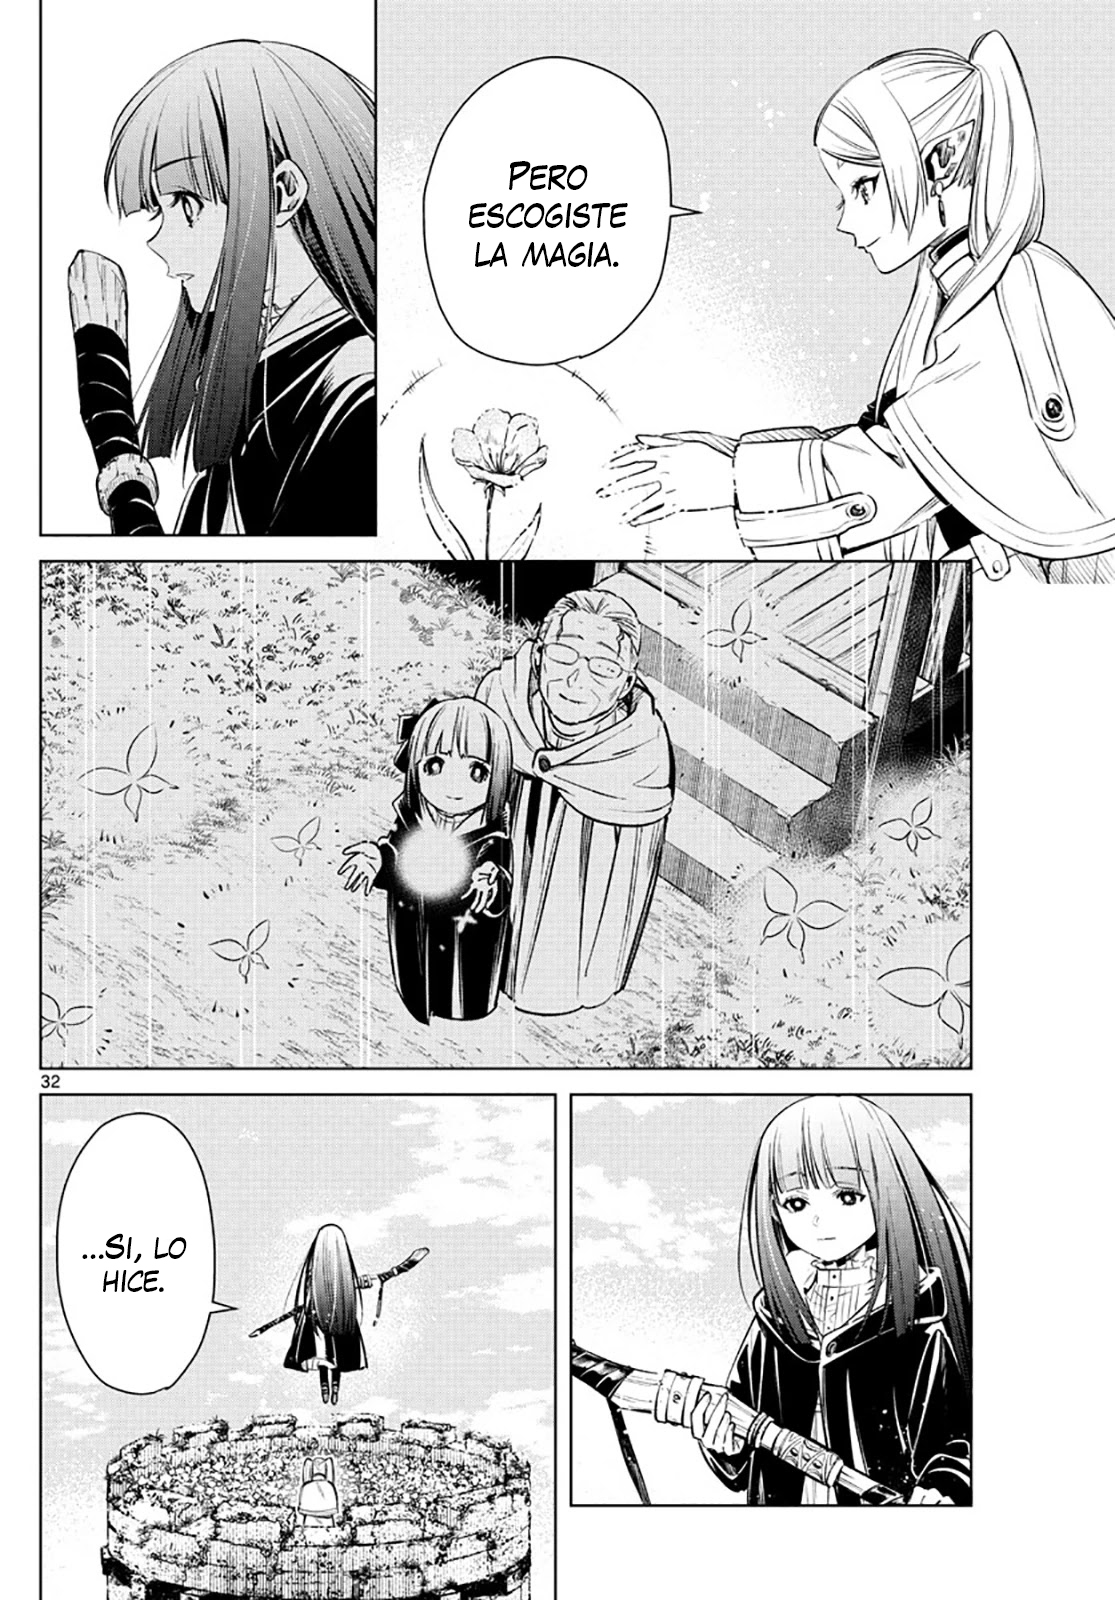 PERO
ESCOGISTE
LA MAGIA.
32
...SI, LO
HICE.